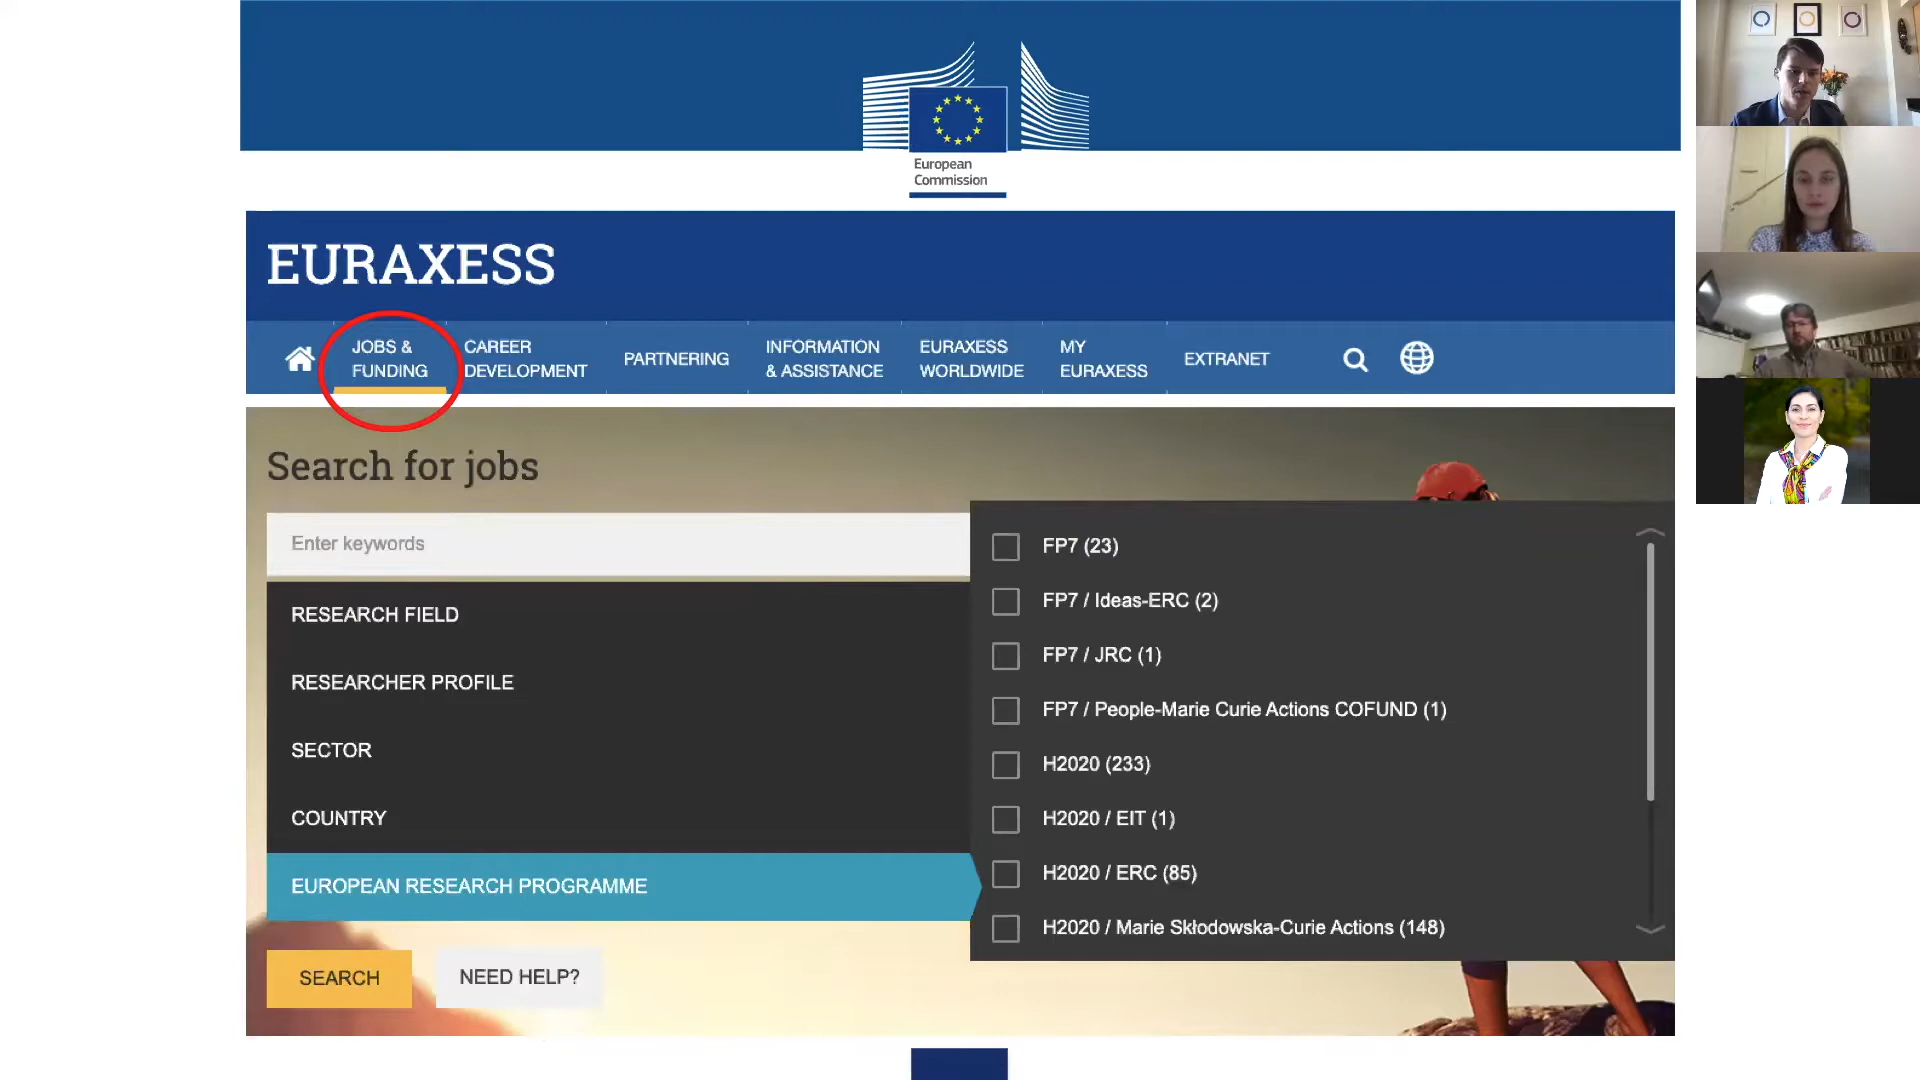 European
Commission
EURAXESS
JOBS &
FUNDING
CAREER
DEVELOPMENT
PARTNERING
INFORMATION
& ASSISTANCE
EURAXESS
WORLDWIDE
MY
EURAXESS
EXTRANET
Search for jobs
Enter keywords
RESEARCH FIELD
RESEARCHER PROFILE
SECTOR
COUNTRY
EUROPEAN RESEARCH PROGRAMME
FP7 (23)
FP7 / Ideas-ERC (2)
FP7 / JRC (1)
FP7 / People-Marie Curie Actions COFUND (1)
H2020 (233)
H2020 / EIT (1)
H2020 / ERC (85)
H2020 / Marie Skłodowska-Curie Actions (148)
SEARCH
NEED HELP?